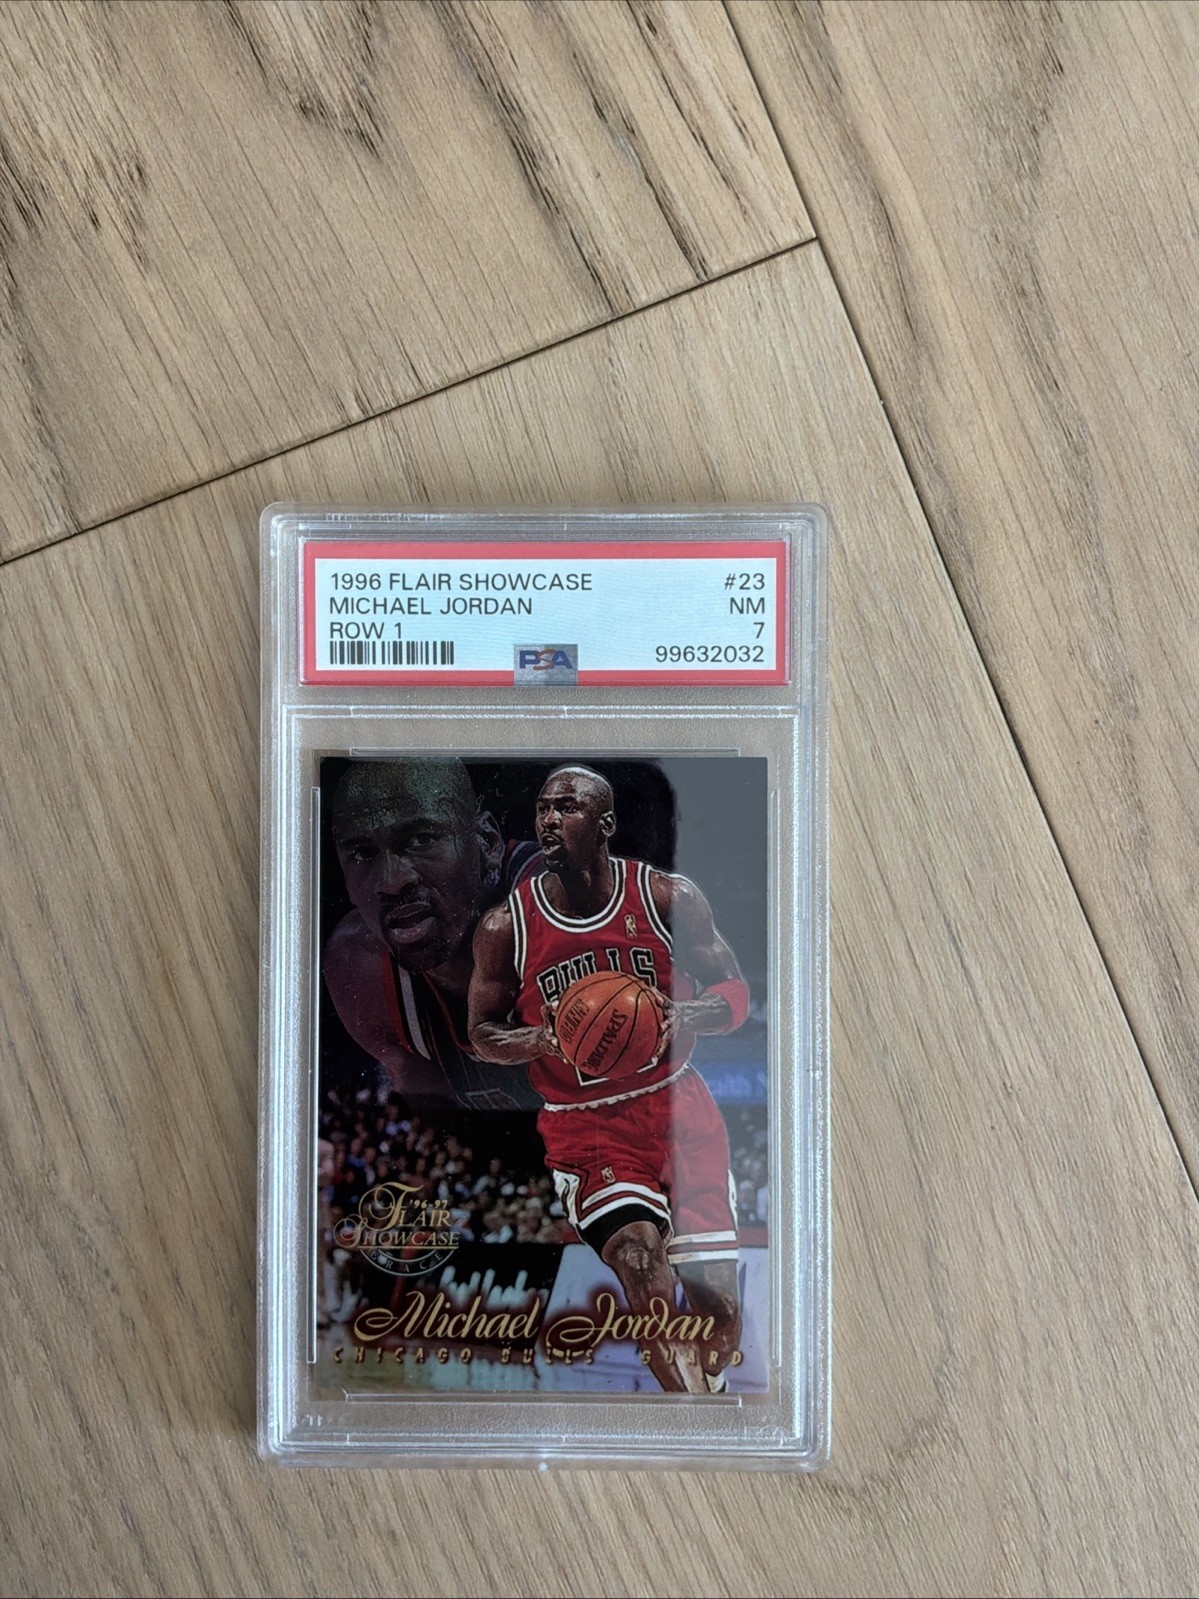 1996 FLAIR SHOWCASE #23
MICHAEL JORDAN NM
ROW 1 7
PSA 99632032
BULLS
SPALDING
'96-97
FLAIR
SHOWCASE
GRACE
Michael Jordan
CHICAGO BULLS · GUARD